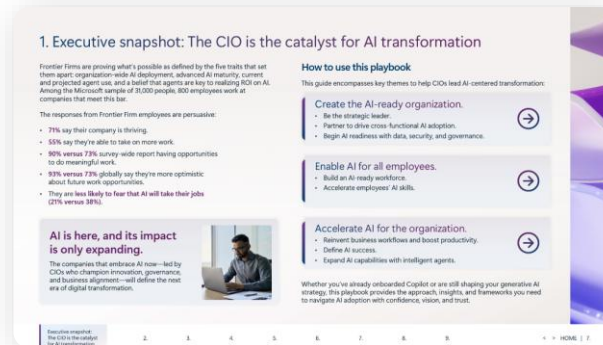 1. Executive snapshot: The CIO is the catalyst for AI transformation
Frontier Firms are proving what's possible as defined by the five traits that set
them apart: organization-wide AI deployment, advanced AI maturity, current
and projected agent use, and a belief that agents are key to realizing ROI on AI.
Among the Microsoft sample of 31,000 people, 800 employees work at
companies that meet this bar.
The responses from Frontier Firm employees are persuasive:
• 71% say their company is thriving.
• 55% say they're able to take on more work.
• 90% versus 73% survey-wide report having opportunities
to do meaningful work.
• 93% versus 73% globally say they're more optimistic
about future work opportunities.
• They are less likely to fear that AI will take their jobs
(21% versus 38%).
AI is here, and its impact
is only expanding.
The companies that embrace AI now—led by
CIOs who champion innovation, governance,
and business alignment—will define the next
era of digital transformation.
How to use this playbook
This guide encompasses key themes to help CIOs lead AI-centered transformation:
Create the AI-ready organization.
• Be the strategic leader.
• Partner to drive cross-functional AI adoption.
• Begin AI readiness with data, security, and governance.
Enable AI for all employees.
• Build an AI-ready workforce.
• Accelerate employees' AI skills.
Accelerate AI for the organization.
• Reinvent business workflows and boost productivity.
• Define AI success.
• Expand AI capabilities with intelligent agents.
Whether you've already onboarded Copilot or are still shaping your generative AI
strategy, this playbook provides the approach, insights, and frameworks you need
to navigate AI adoption with confidence, vision, and trust.
Executive snapshot:
The CIO is the catalyst
for AI transformation
2. 3. 4. 5. 6. 7. 8. 9.
HOME | 7.